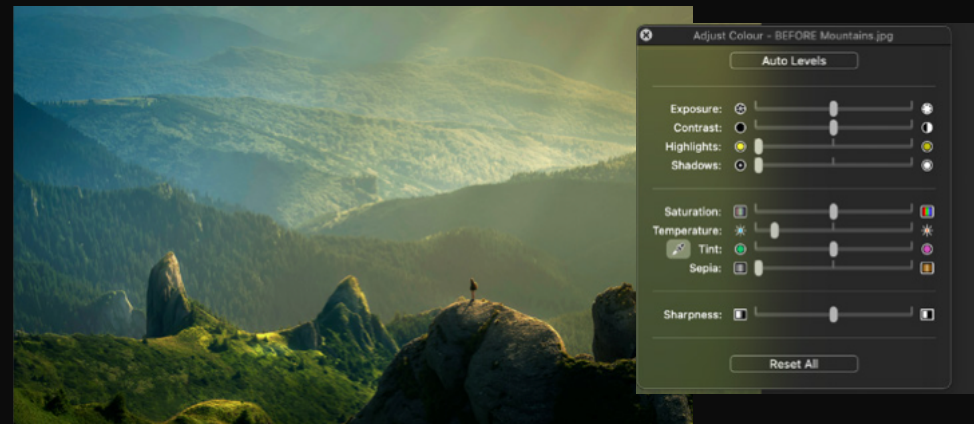 Adjust Colour - BEFORE Mountains.jpg
Auto Levels
Exposure:
Contrast:
Highlights:
Shadows:
Saturation:
Temperature:
Tint:
Sepia:
Sharpness:
Reset All